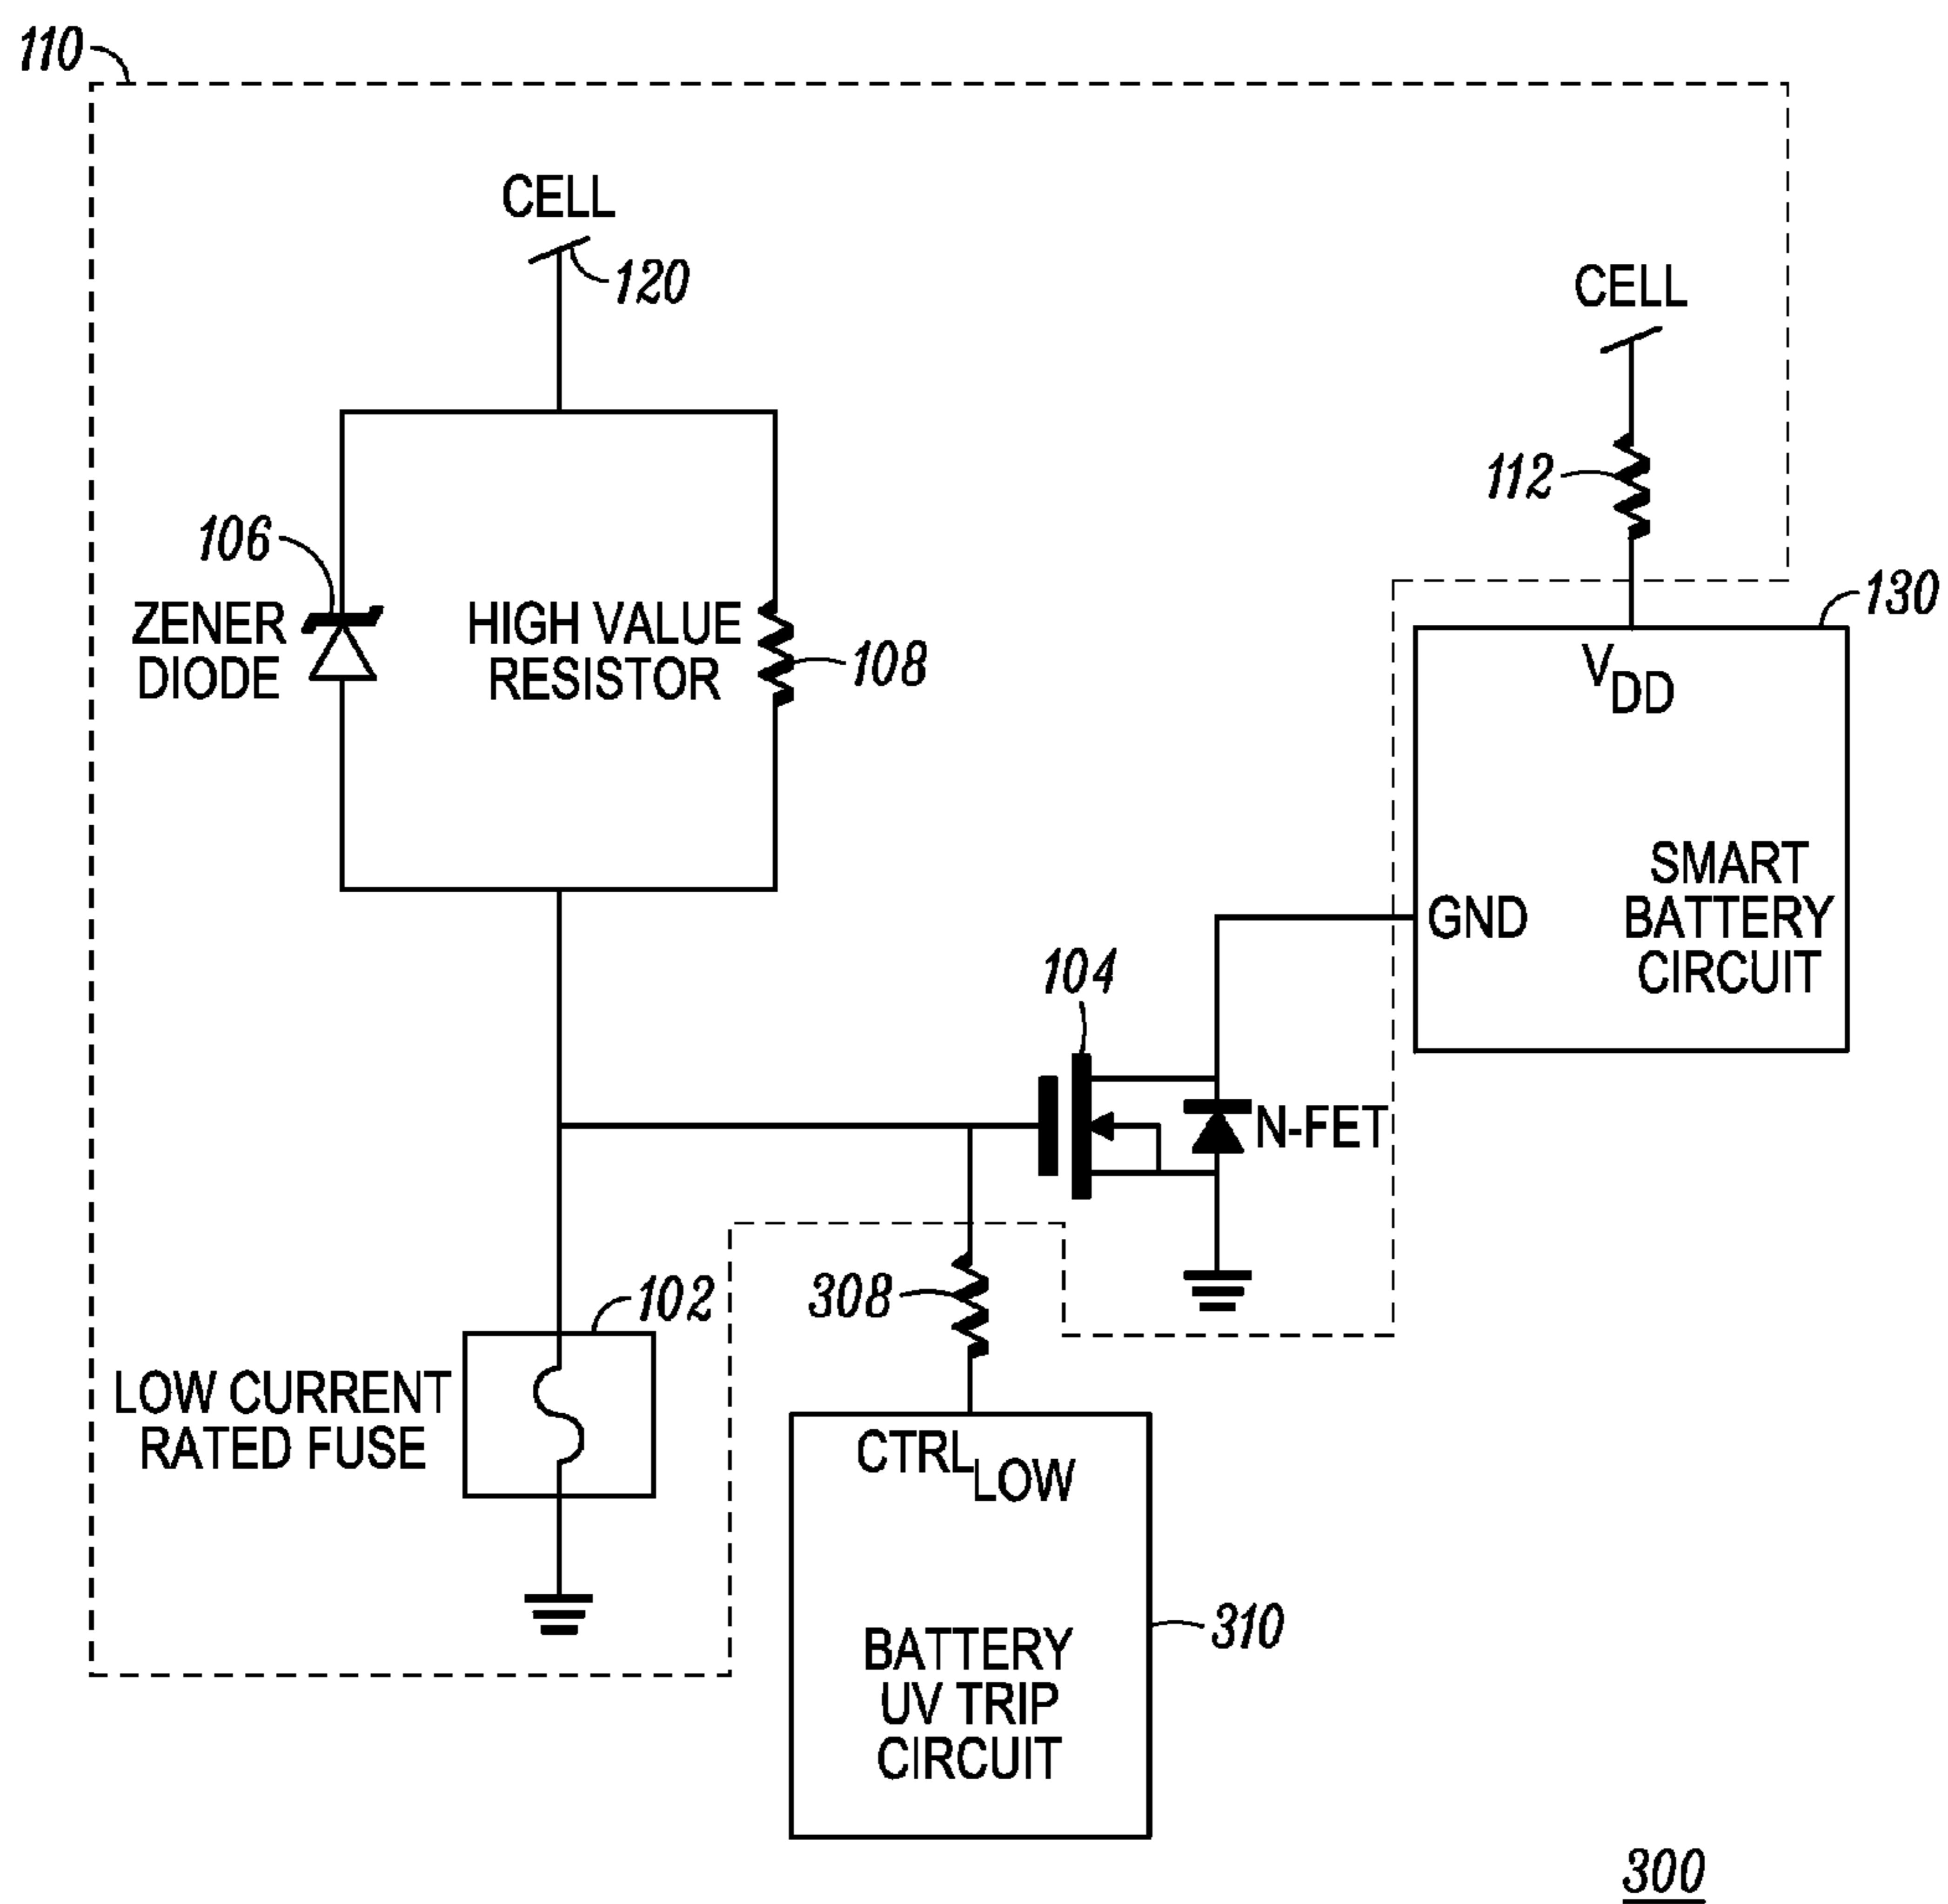 110
CELL
120
CELL
112
106
ZENER
DIODE
HIGH VALUE
RESISTOR
108
130
VDD
GND
SMART
BATTERY
CIRCUIT
104
N-FET
102
LOW CURRENT
RATED FUSE
308
CTRLLOW
BATTERY
UV TRIP
CIRCUIT
310
300